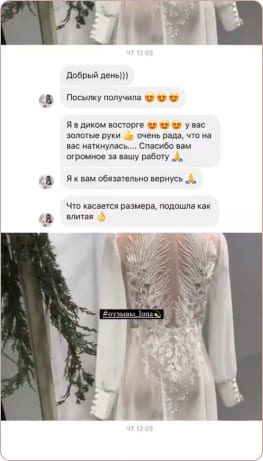 ЧТ 12:03
Добрый день)))
Посылку получила 😍😍😍
Я в диком восторге 😍😍😍 у вас
золотые руки 👍 очень рада, что на
вас наткнулась.... Спасибо вам
огромное за вашу работу 🙏
Я к вам обязательно вернусь 🙏
Что касается размера, подошла как
влитая 👌
#отзывы_luna💫
ЧТ 12:03